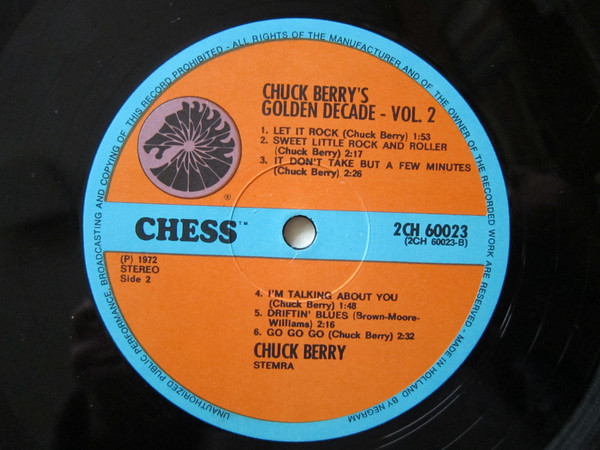 UNAUTHORIZED PUBLIC PERFORMANCE, BROADCASTING AND COPYING OF THIS RECORD PROHIBITED - ALL RIGHTS OF THE MANUFACTURER AND OF THE OWNER OF THE RECORDED WORK ARE RESERVED - MADE IN HOLLAND BY NEGRAM
CHUCK BERRY'S
GOLDEN DECADE - VOL. 2
1. LET IT ROCK (Chuck Berry) 1:53
2. SWEET LITTLE ROCK AND ROLLER
(Chuck Berry) 2:17
3. IT DON'T TAKE BUT A FEW MINUTES
(Chuck Berry) 2:26
®
CHESS™
2CH 60023
(2CH 60023-B)
(P) 1972
STEREO
Side 2
4. I'M TALKING ABOUT YOU
(Chuck Berry) 1:48
5. DRIFTIN' BLUES (Brown-Moore-
Williams) 2:16
6. GO GO GO (Chuck Berry) 2:32
CHUCK BERRY
STEMRA